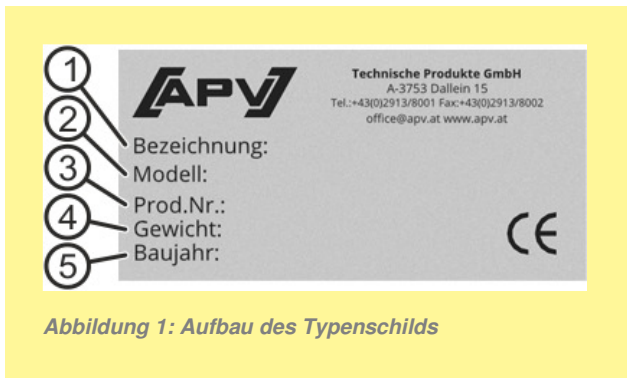 1
2
3
4
5
APV
Technische Produkte GmbH
A-3753 Dallein 15
Tel.:+43(0)2913/8001 Fax:+43(0)2913/8002
office@apv.at www.apv.at
Bezeichnung:
Modell:
Prod.Nr.:
Gewicht:
Baujahr:
CE
Abbildung 1: Aufbau des Typenschilds